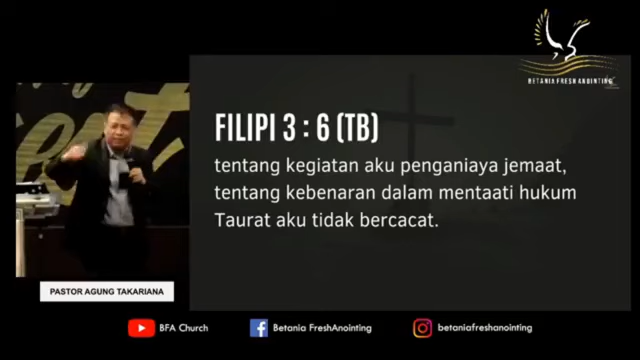 BETANIA FRESH ANOINTING
FILIPI 3 : 6 (TB)
tentang kegiatan aku penganiaya jemaat,
tentang kebenaran dalam mentaati hukum
Taurat aku tidak bercacat.
PASTOR AGUNG TAKARIANA
BFA Church
Betania FreshAnointing
betaniafreshanointing